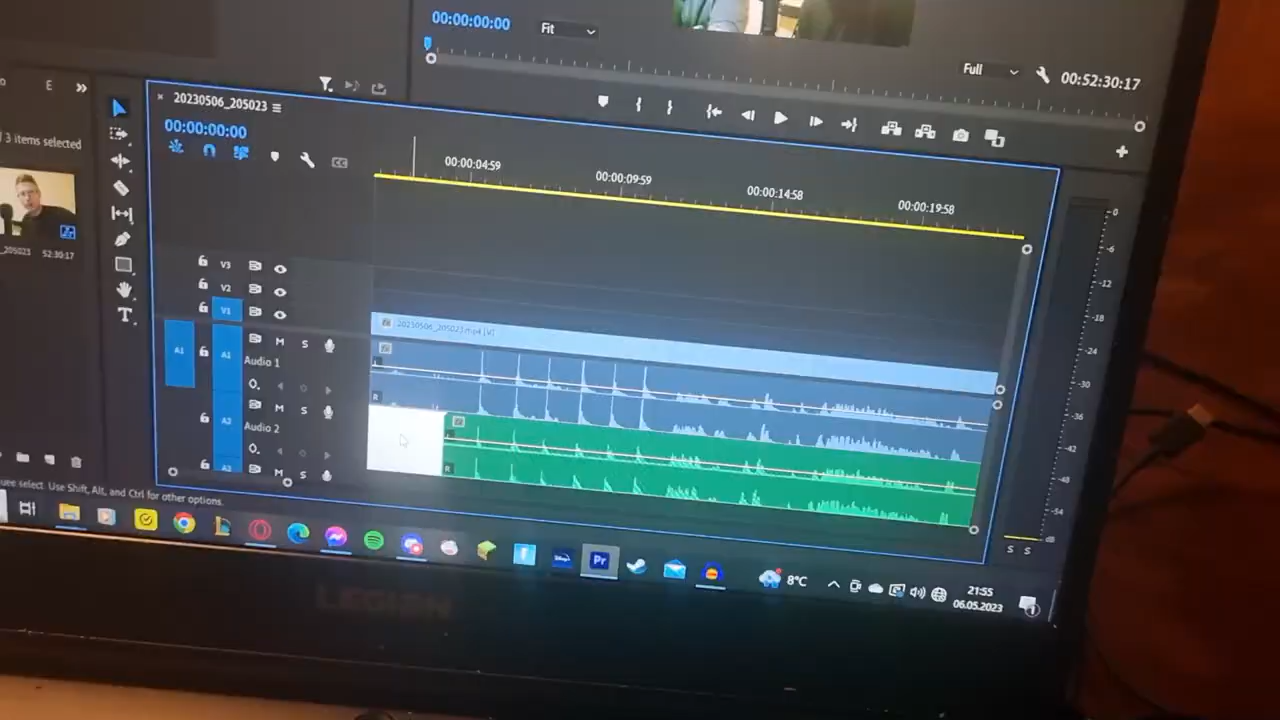 00:00:00:00
Fit
Full
00:52:30:17
E
3 items selected
20230506_205023
00:00:00:00
CC
00:00:04:59
00:00:09:59
00:00:14:58
00:00:19:58
0
-6
-12
-18
-24
-30
-36
-42
-48
-54
dB
_205023
52:30:17
V3
V2
V1
A1
A1
M
S
Audio 1
A2
M
S
Audio 2
A3
M
S
20230506_205023.mp4 [V]
R
R
S S
select. Use Shift, Alt, and Ctrl for other options.
T
Pr
8°C
21:55
06.05.2023
1
LEGION